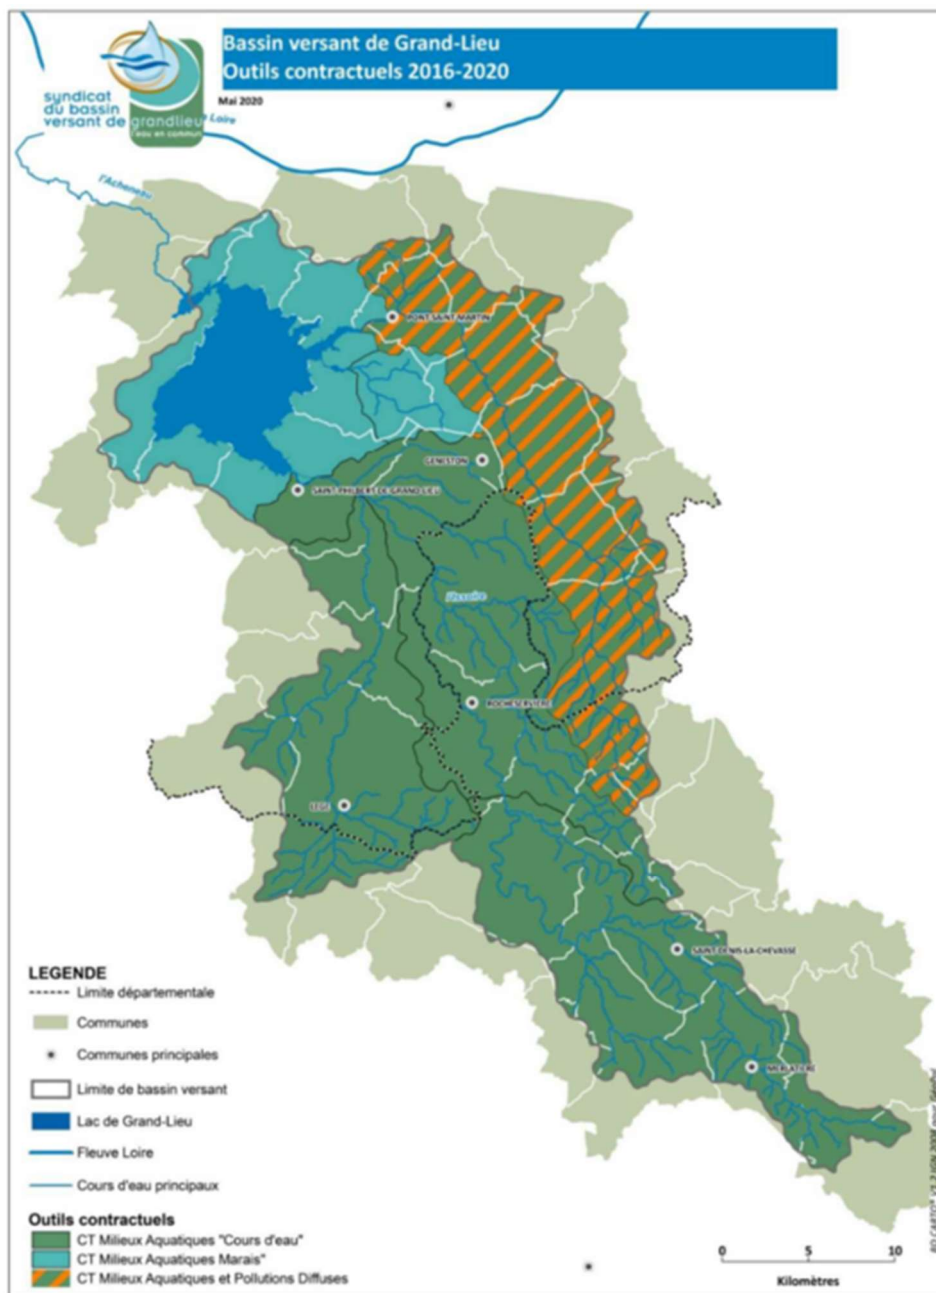 Bassin versant de Grand-Lieu
Outils contractuels 2016-2020
syndicat
du bassin
versant de grandlieu
l'eau en commun
Mai 2020
Loire
l'Acheneau
PONT-SAINT-MARTIN
GENESTON
SAINT-PHILBERT-DE-GRAND-LIEU
l'Issoire
ROCHESERVIERE
LEGE
SAINT-DENIS-LA-CHEVASSE
MERLATIERE
LEGENDE
Limite départementale
Communes
Communes principales
Limite de bassin versant
Lac de Grand-Lieu
Fleuve Loire
Cours d'eau principaux
Outils contractuels
CT Milieux Aquatiques "Cours d'eau"
CT Milieux Aquatiques Marais"
CT Milieux Aquatiques et Pollutions Diffuses
0 5 10
Kilomètres